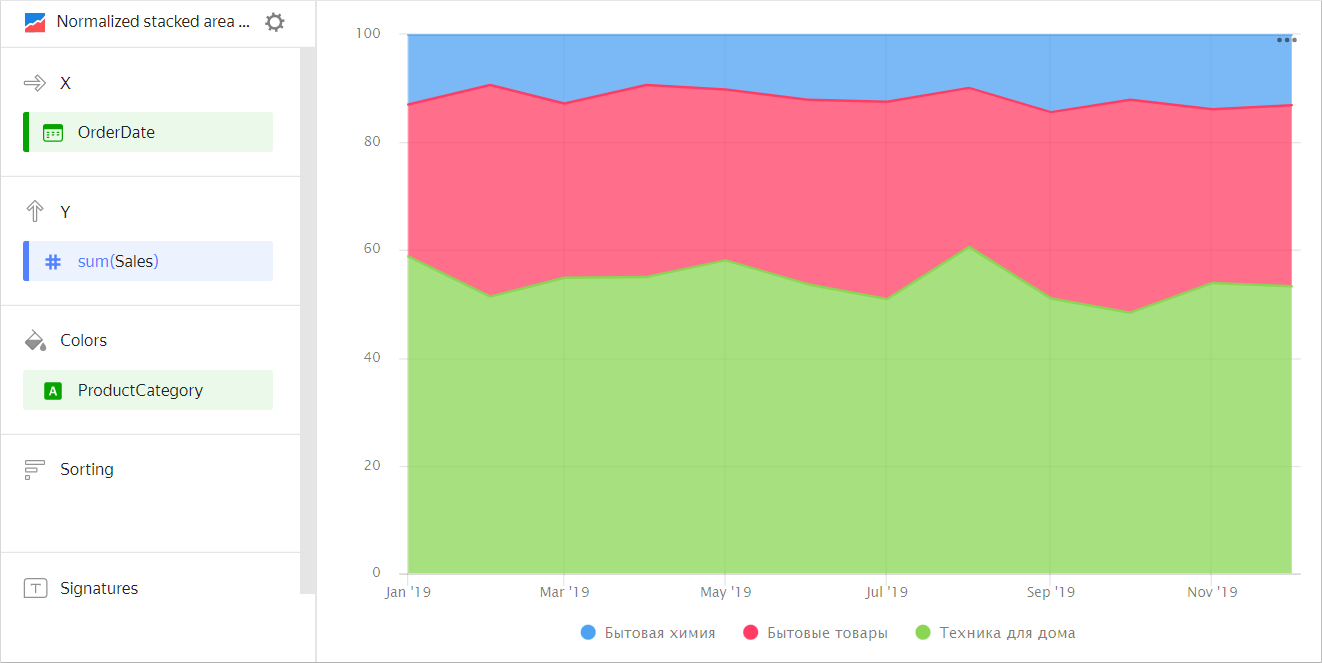 Normalized stacked area ...
X
OrderDate
Y
sum(Sales)
Colors
A
ProductCategory
Sorting
T
Signatures
100
80
60
40
20
0
Jan '19
Mar '19
May '19
Jul '19
Sep '19
Nov '19
Бытовая химия
Бытовые товары
Техника для дома